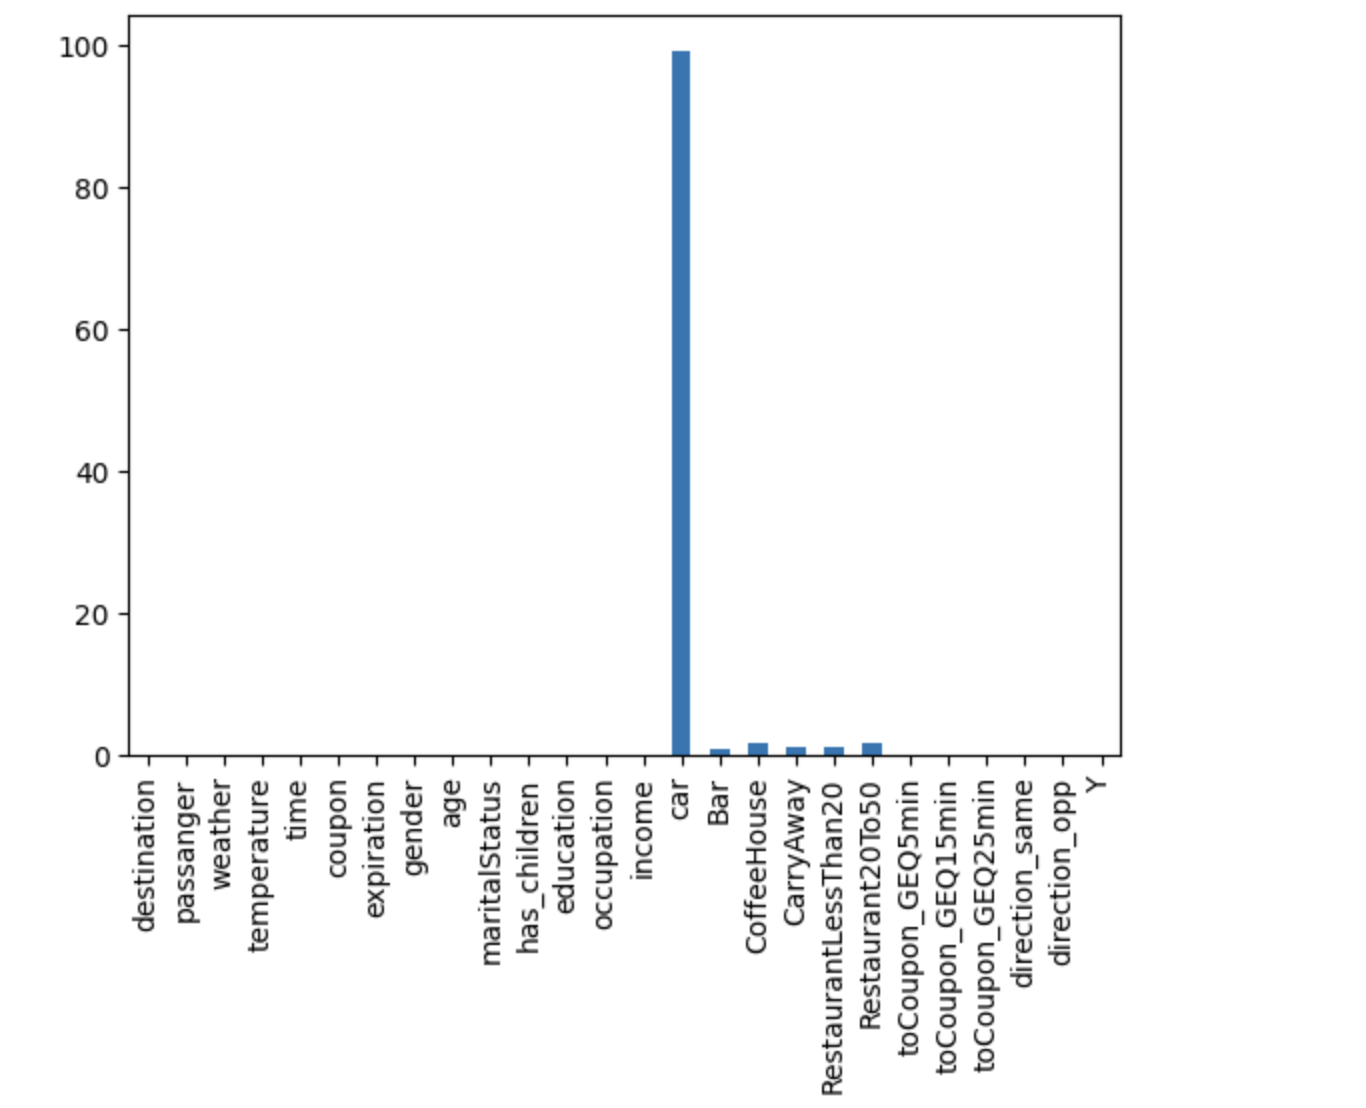 100
80
60
40
20
0
destination
passanger
weather
temperature
time
coupon
expiration
gender
age
maritalStatus
has_children
education
occupation
income
car
Bar
CoffeeHouse
CarryAway
RestaurantLessThan20
Restaurant20To50
toCoupon_GEQ5min
toCoupon_GEQ15min
toCoupon_GEQ25min
direction_same
direction_opp
Y